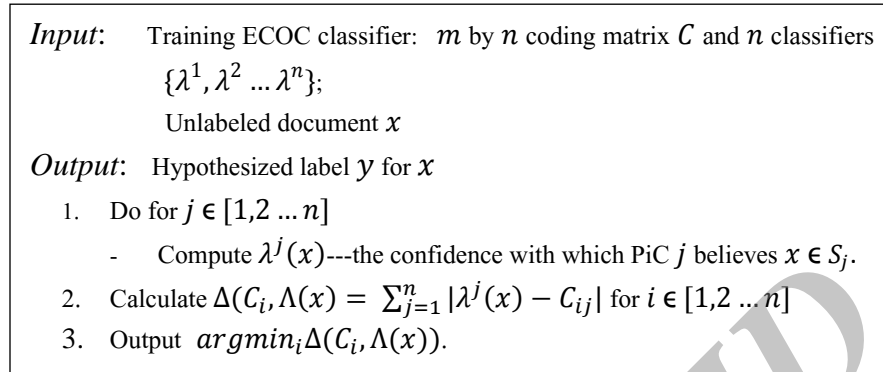 Input: Training ECOC classifier: m by n coding matrix C and n classifiers
{λ¹, λ² … λⁿ};
Unlabeled document x
Output: Hypothesized label y for x
1. Do for j ϵ [1,2 … n]
- Compute λʲ(x)---the confidence with which PiC j believes x ϵ Sⱼ.
2. Calculate Δ(Cᵢ, Λ(x) = ∑ⁿⱼ₌₁ |λʲ(x) − Cᵢⱼ| for i ϵ [1,2 … n]
3. Output argminᵢΔ(Cᵢ, Λ(x)).